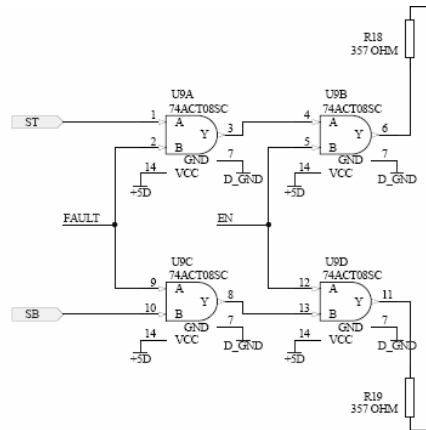 R18
357 OHM
U9A
74ACT08SC
U9B
74ACT08SC
ST
1
A
2
B
Y
3
4
A
5
B
Y
6
GND
7
14
VCC
+5D
D_GND
GND
7
14
VCC
+5D
D_GND
FAULT
EN
U9C
74ACT08SC
U9D
74ACT08SC
9
A
SB
10
B
Y
8
12
A
13
B
Y
11
GND
7
14
VCC
+5D
D_GND
GND
7
14
VCC
+5D
D_GND
R19
357 OHM